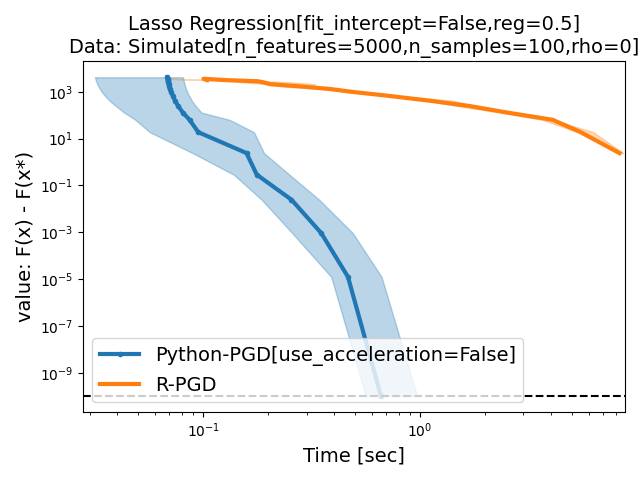 Lasso Regression[fit_intercept=False,reg=0.5]
Data: Simulated[n_features=5000,n_samples=100,rho=0]
value: F(x) - F(x*)
10³
10¹
10⁻¹
10⁻³
10⁻⁵
10⁻⁷
10⁻⁹
Python-PGD[use_acceleration=False]
R-PGD
10⁻¹ 10⁰
Time [sec]